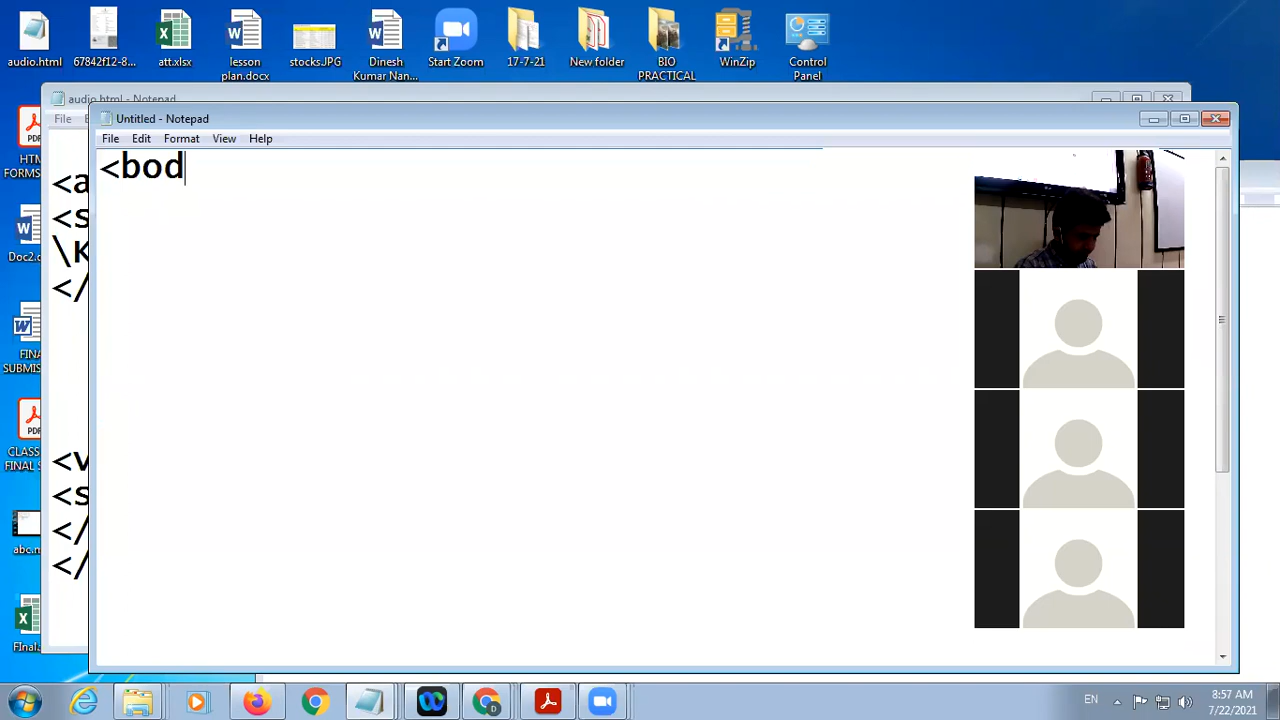 audio.html
67842f12-8...
att.xlsx
lesson
plan.docx
stocks.JPG
Dinesh
Kumar Nan...
Start Zoom
17-7-21
New folder
BIO
PRACTICAL
WinZip
Control
Panel
audio.html - Notepad
File
Untitled - Notepad
File Edit Format View Help
<bod
<a
<s
\K
</
<v
<s
</
</
FORMS...
Doc2.
FINA
SUBMIS
CLASS
FINAL S
abc.m
FInal.
EN
8:57 AM
7/22/2021